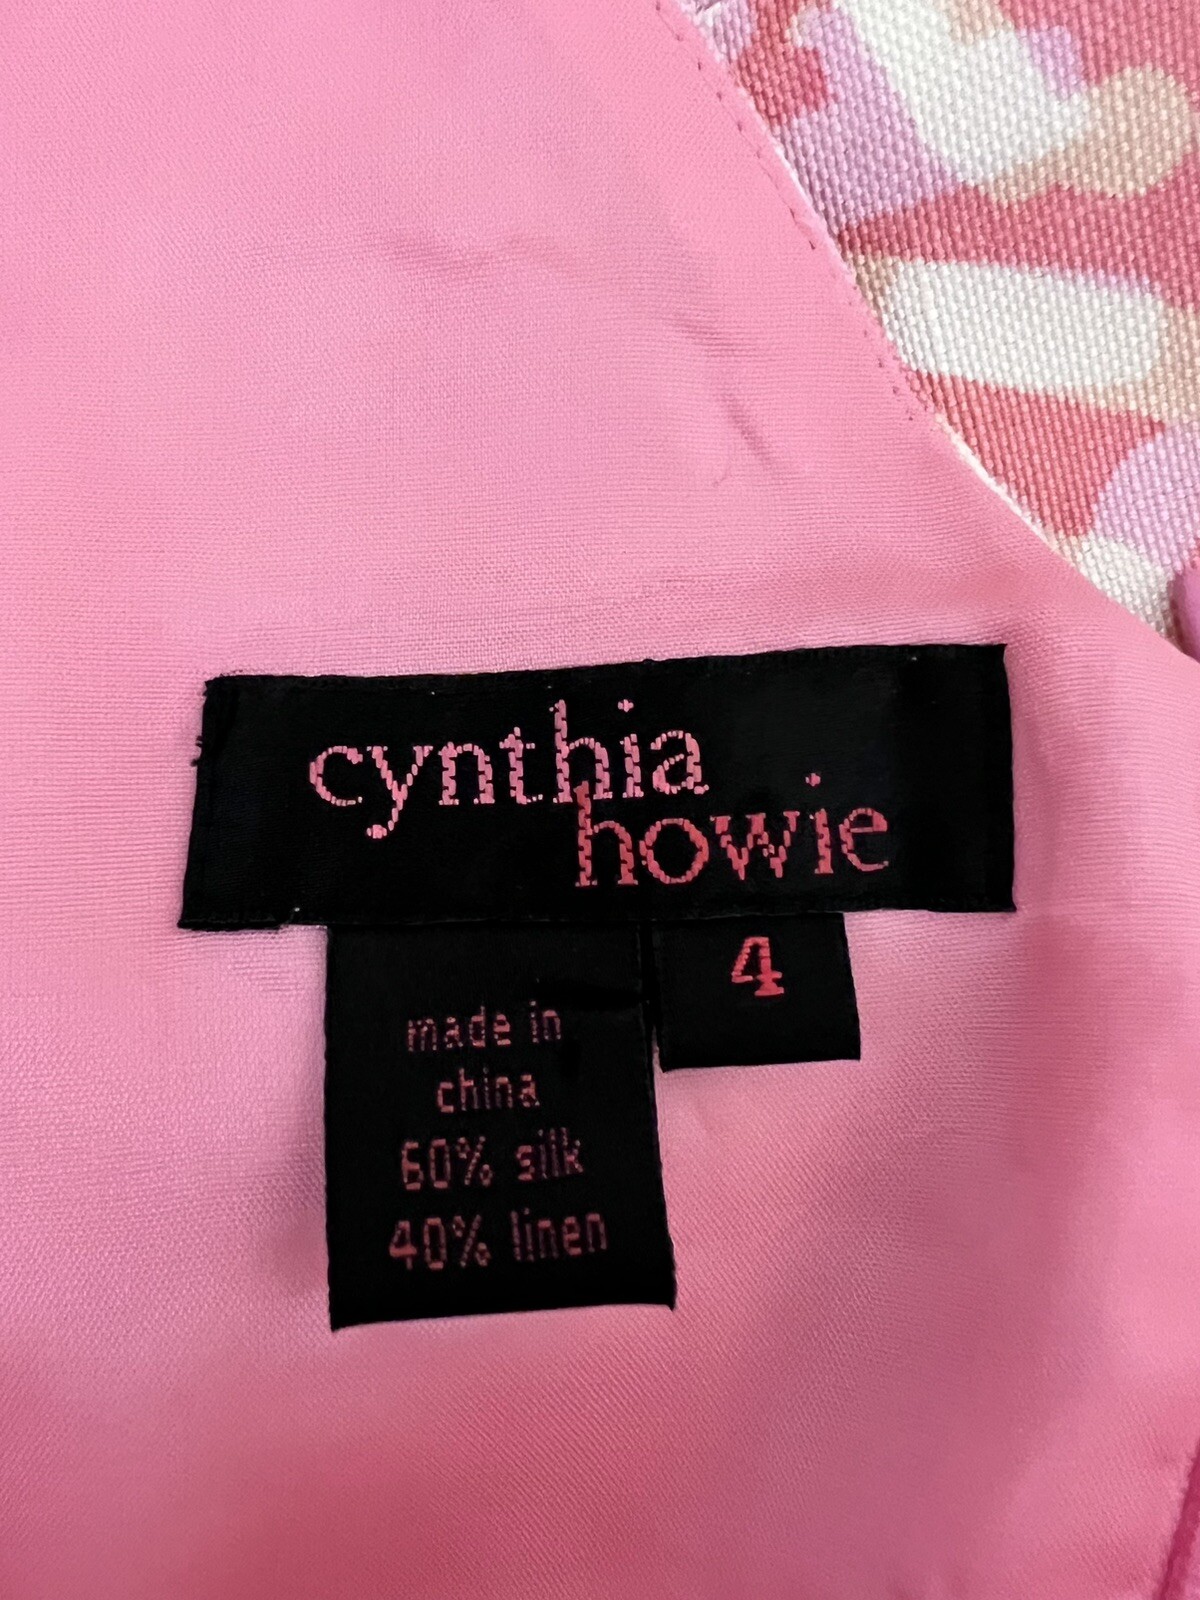 cynthia
howie
4
made in
china
60% silk
40% linen